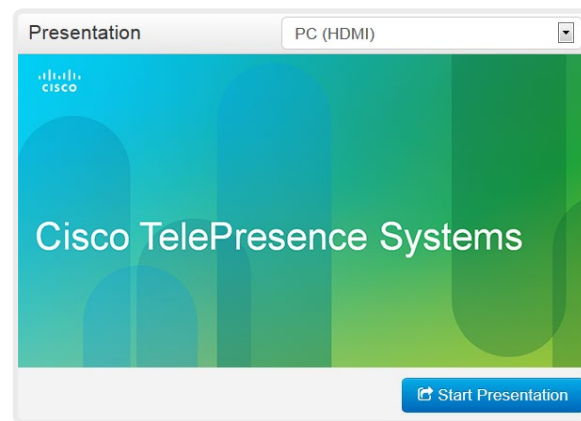 Presentation PC (HDMI)
CISCO
Cisco TelePresence Systems
Start Presentation